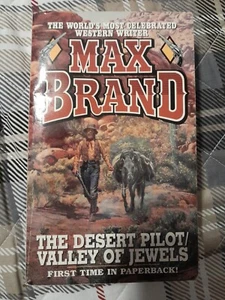 THE WORLD'S MOST CELEBRATED
WESTERN WRITER
MAX
BRAND
THE DESERT PILOT/
VALLEY OF JEWELS
FIRST TIME IN PAPERBACK!